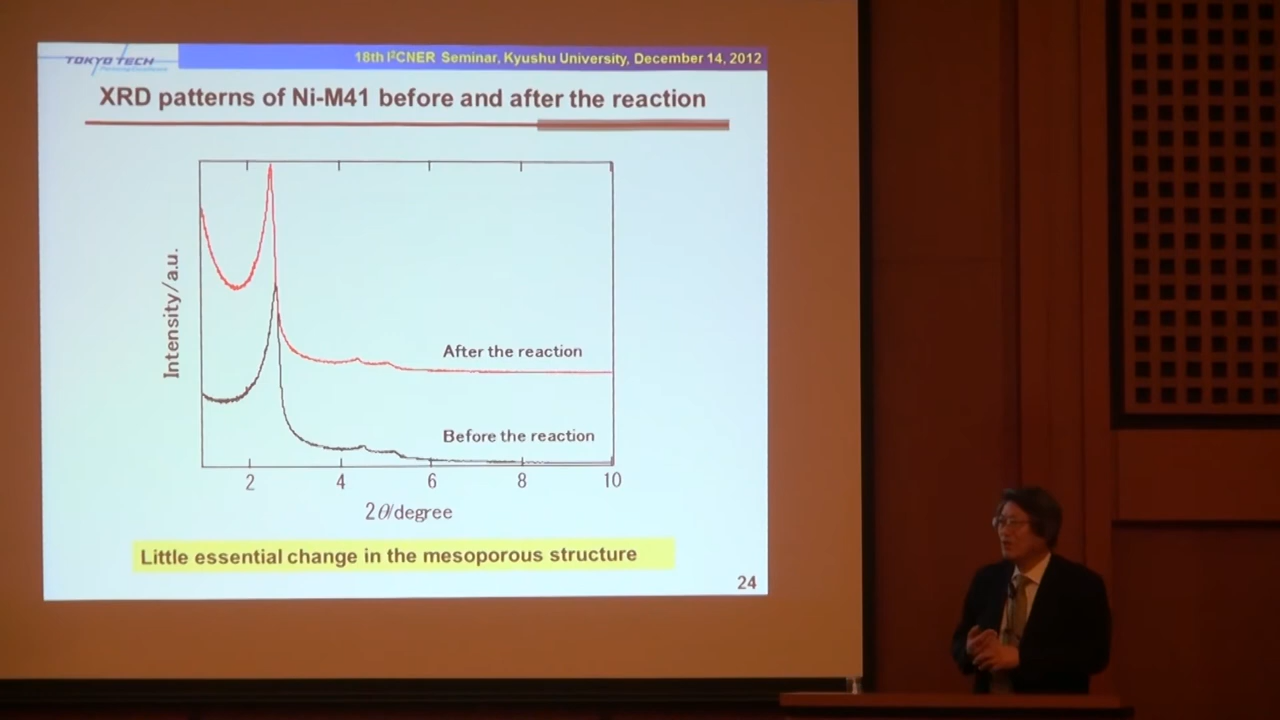 TOKYO TECH
18th I²CNER Seminar, Kyushu University, December 14, 2012
XRD patterns of Ni-M41 before and after the reaction
Intensity/a.u.
After the reaction
Before the reaction
2 4 6 8 10
2θ/degree
Little essential change in the mesoporous structure
24